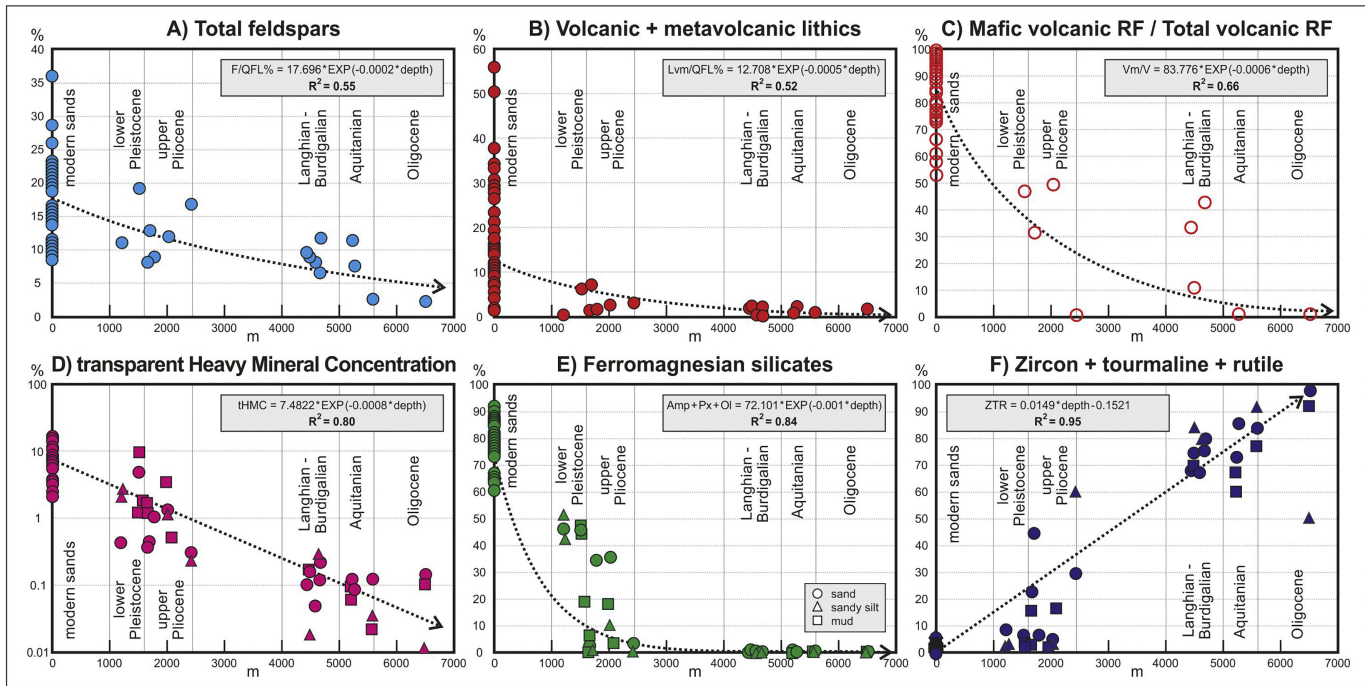 A) Total feldspars
%
40
35
30
25
20
15
10
5
0
F/QFL% = 17.696*EXP(-0.0002*depth)
R² = 0.55
modern sands
lower
Pleistocene
upper
Pliocene
Langhian -
Burdigalian
Aquitanian
Oligocene
0 1000 2000 3000 4000 5000 6000 7000
m
B) Volcanic + metavolcanic lithics
%
60
50
40
30
20
10
0
Lvm/QFL% = 12.708*EXP(-0.0005*depth)
R² = 0.52
modern sands
lower
Pleistocene
upper
Pliocene
Langhian -
Burdigalian
Aquitanian
Oligocene
0 1000 2000 3000 4000 5000 6000 7000
m
C) Mafic volcanic RF / Total volcanic RF
%
100
90
80
70
60
50
40
30
20
10
0
Vm/V = 83.776*EXP(-0.0006*depth)
R² = 0.66
modern sands
lower
Pleistocene
upper
Pliocene
Langhian -
Burdigalian
Aquitanian
Oligocene
0 1000 2000 3000 4000 5000 6000 7000
m
D) transparent Heavy Mineral Concentration
%
100
10
1
0.1
0.01
tHMC = 7.4822*EXP(-0.0008*depth)
R² = 0.80
modern sands
lower
Pleistocene
upper
Pliocene
Langhian -
Burdigalian
Aquitanian
Oligocene
0 1000 2000 3000 4000 5000 6000 7000
m
E) Ferromagnesian silicates
%
100
90
80
70
60
50
40
30
20
10
0
Amp+Px+Ol = 72.101*EXP(-0.001*depth)
R² = 0.84
modern sands
lower
Pleistocene
upper
Pliocene
Langhian -
Burdigalian
Aquitanian
Oligocene
sand
sandy silt
mud
0 1000 2000 3000 4000 5000 6000 7000
m
F) Zircon + tourmaline + rutile
%
100
90
80
70
60
50
40
30
20
10
0
ZTR = 0.0149*depth-0.1521
R² = 0.95
modern sands
lower
Pleistocene
upper
Pliocene
Langhian -
Burdigalian
Aquitanian
Oligocene
0 1000 2000 3000 4000 5000 6000 7000
m